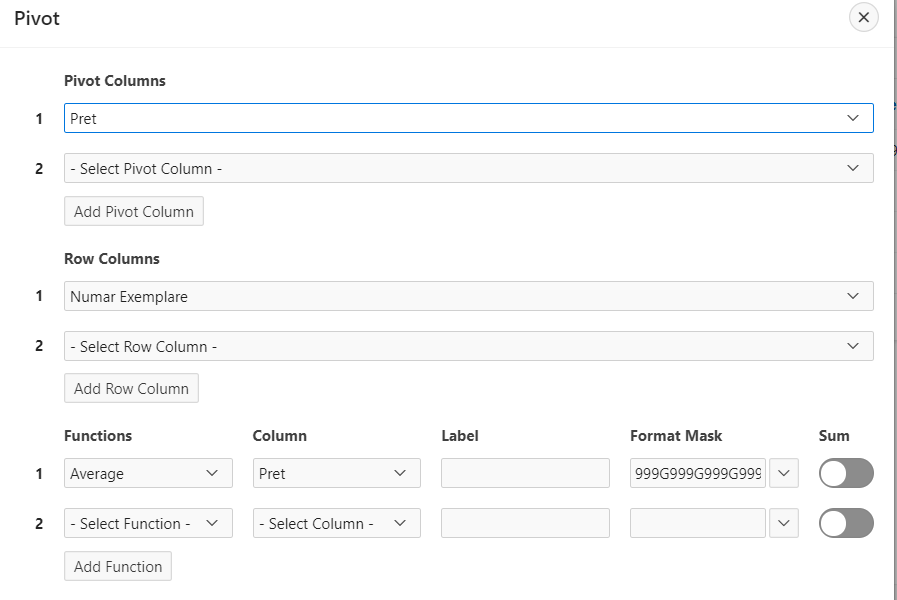 Pivot
Pivot Columns
1 Pret
2 - Select Pivot Column -
Add Pivot Column
Row Columns
1 Numar Exemplare
2 - Select Row Column -
Add Row Column
Functions Column Label Format Mask Sum
1 Average Pret 999G999G999G999
2 - Select Function - - Select Column -
Add Function